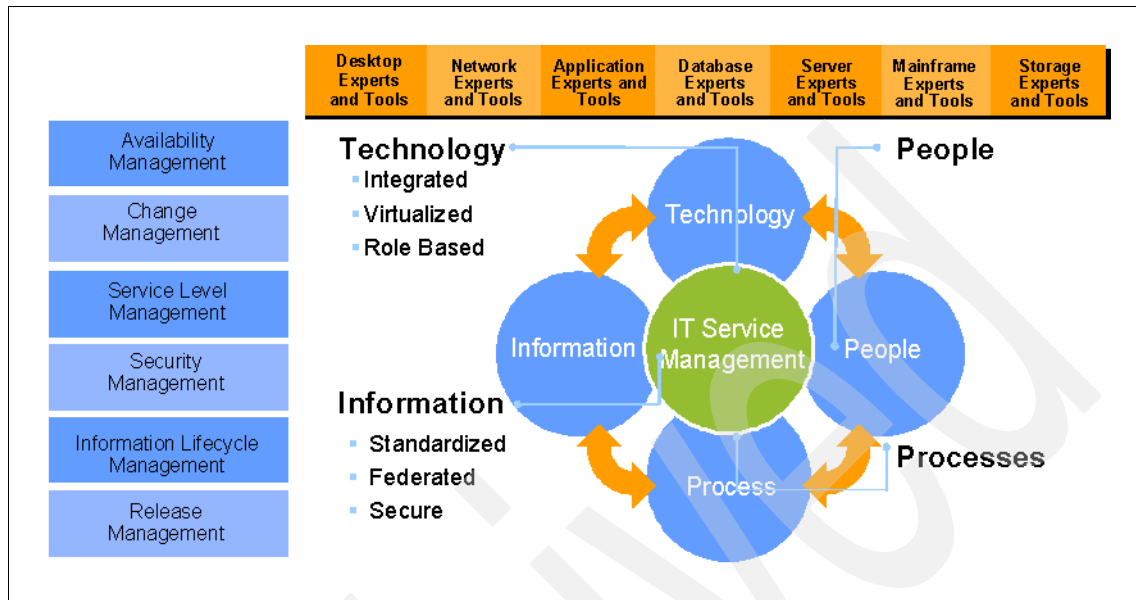 Desktop
Experts
and Tools
Network
Experts
and Tools
Application
Experts and
Tools
Database
Experts
and Tools
Server
Experts
and Tools
Mainframe
Experts
and Tools
Storage
Experts
and Tools
Availability
Management
Change
Management
Service Level
Management
Security
Management
Information Lifecycle
Management
Release
Management
Technology
Integrated
Virtualized
Role Based
People
Technology
Information
IT Service
Management
People
Process
Information
Standardized
Federated
Secure
Processes